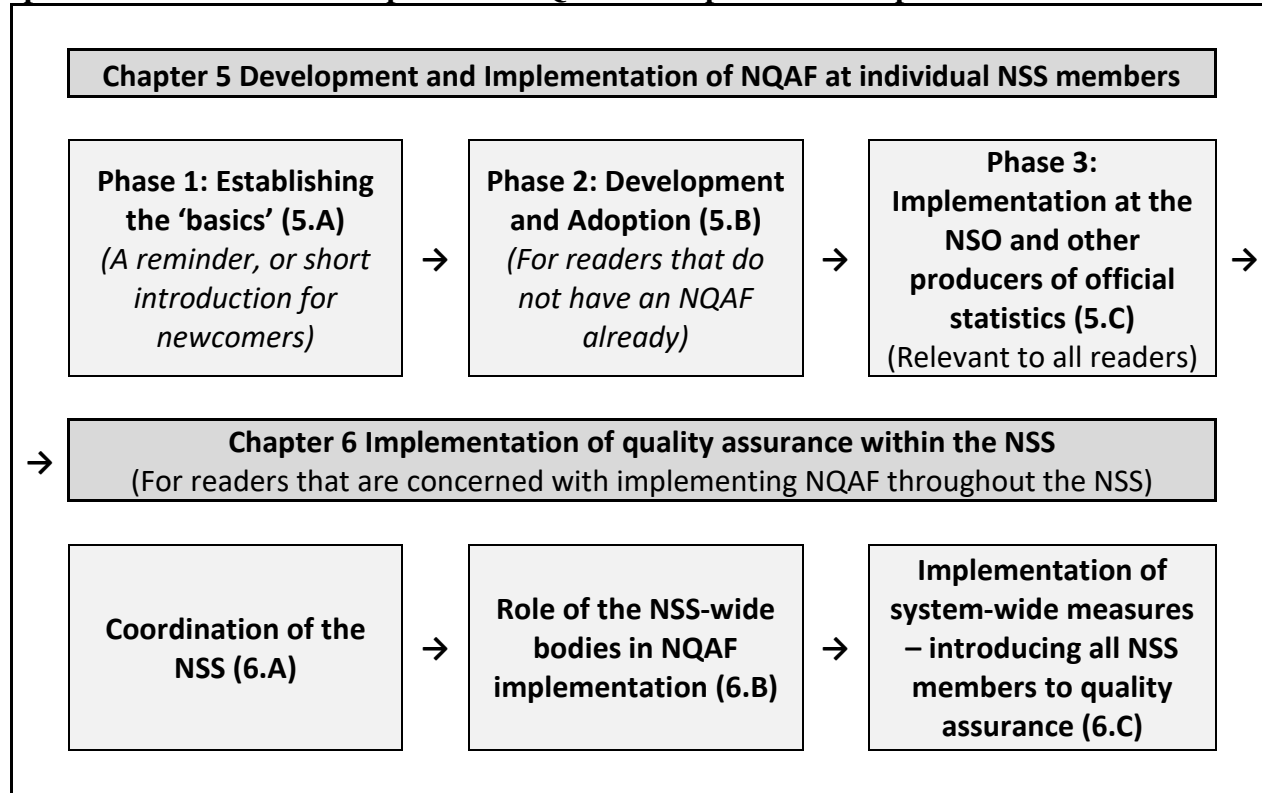 Chapter 5 Development and Implementation of NQAF at individual NSS members
Phase 1: Establishing
the ‘basics’ (5.A)
(A reminder, or short
introduction for
newcomers)
→
Phase 2: Development
and Adoption (5.B)
(For readers that do
not have an NQAF
already)
→
Phase 3:
Implementation at the
NSO and other
producers of official
statistics (5.C)
(Relevant to all readers)
→
→
Chapter 6 Implementation of quality assurance within the NSS
(For readers that are concerned with implementing NQAF throughout the NSS)
Coordination of the
NSS (6.A)
→
Role of the NSS-wide
bodies in NQAF
implementation (6.B)
→
Implementation of
system-wide measures
– introducing all NSS
members to quality
assurance (6.C)